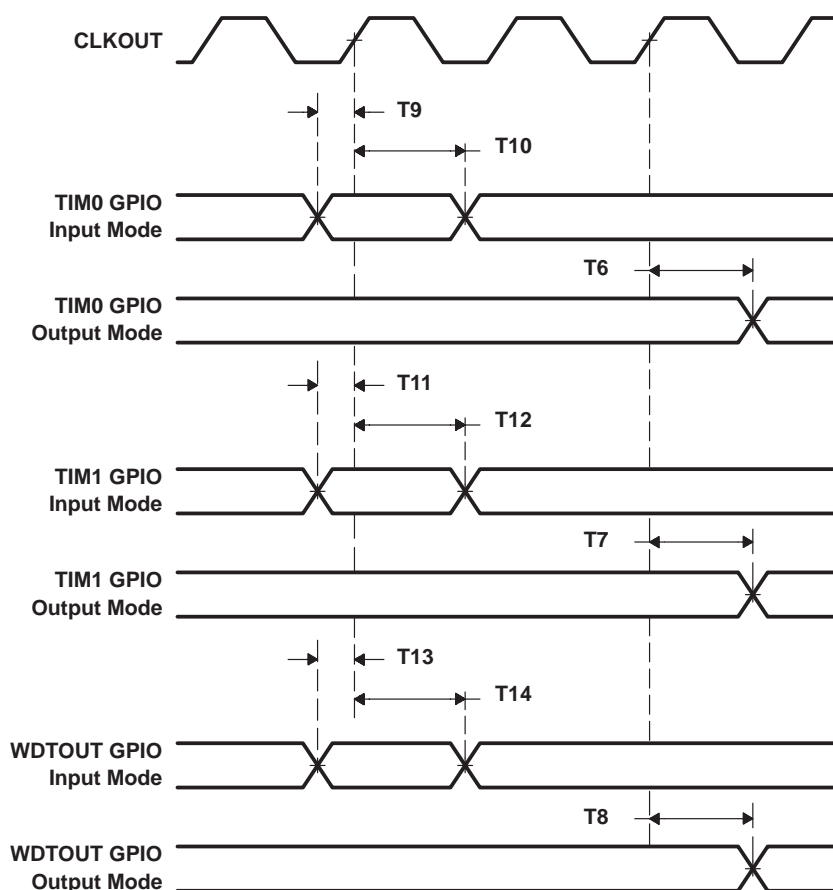 CLKOUT
T9
T10
TIM0 GPIO
Input Mode
T6
TIM0 GPIO
Output Mode
T11
T12
TIM1 GPIO
Input Mode
T7
TIM1 GPIO
Output Mode
T13
T14
WDTOUT GPIO
Input Mode
T8
WDTOUT GPIO
Output Mode